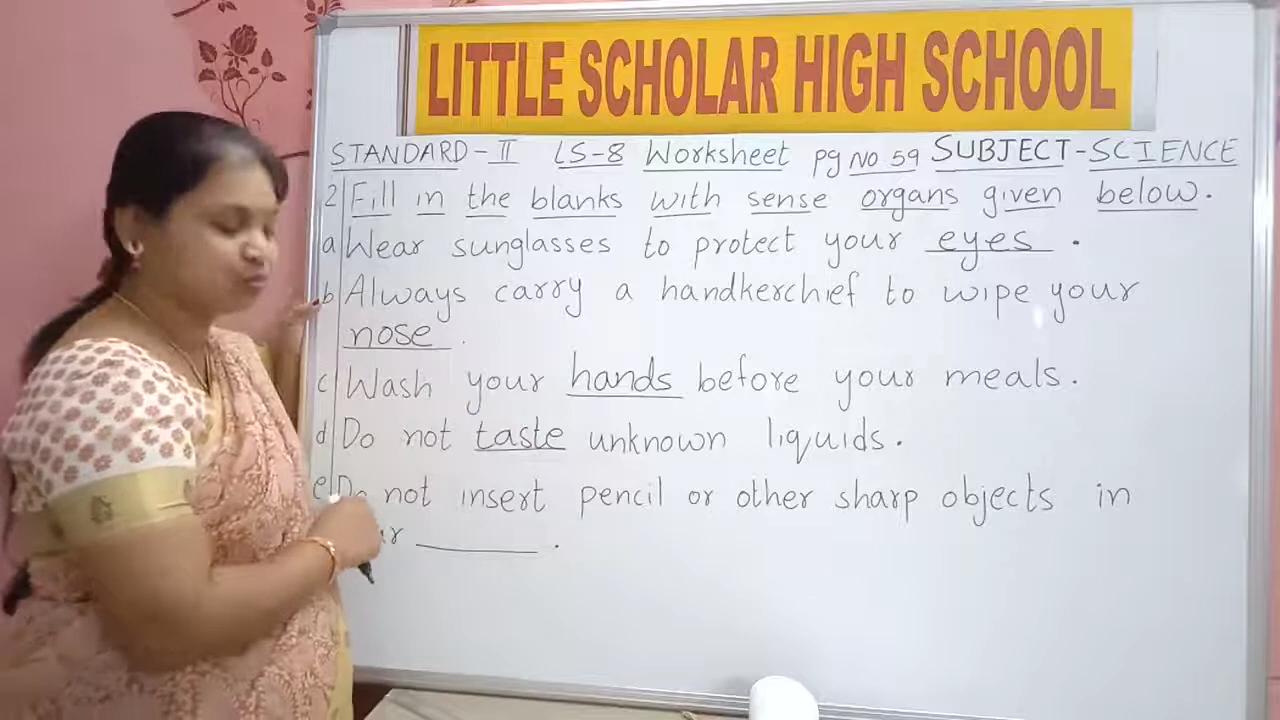 LITTLE SCHOLAR HIGH SCHOOL
STANDARD-II LS-8 Worksheet pg No 59 SUBJECT-SCIENCE
2 Fill in the blanks with sense organs given below.
a Wear sunglasses to protect your eyes.
b Always carry a handkerchief to wipe your
nose.
c Wash your hands before your meals.
d Do not taste unknown liquids.
e Do not insert pencil or other sharp objects in
______.